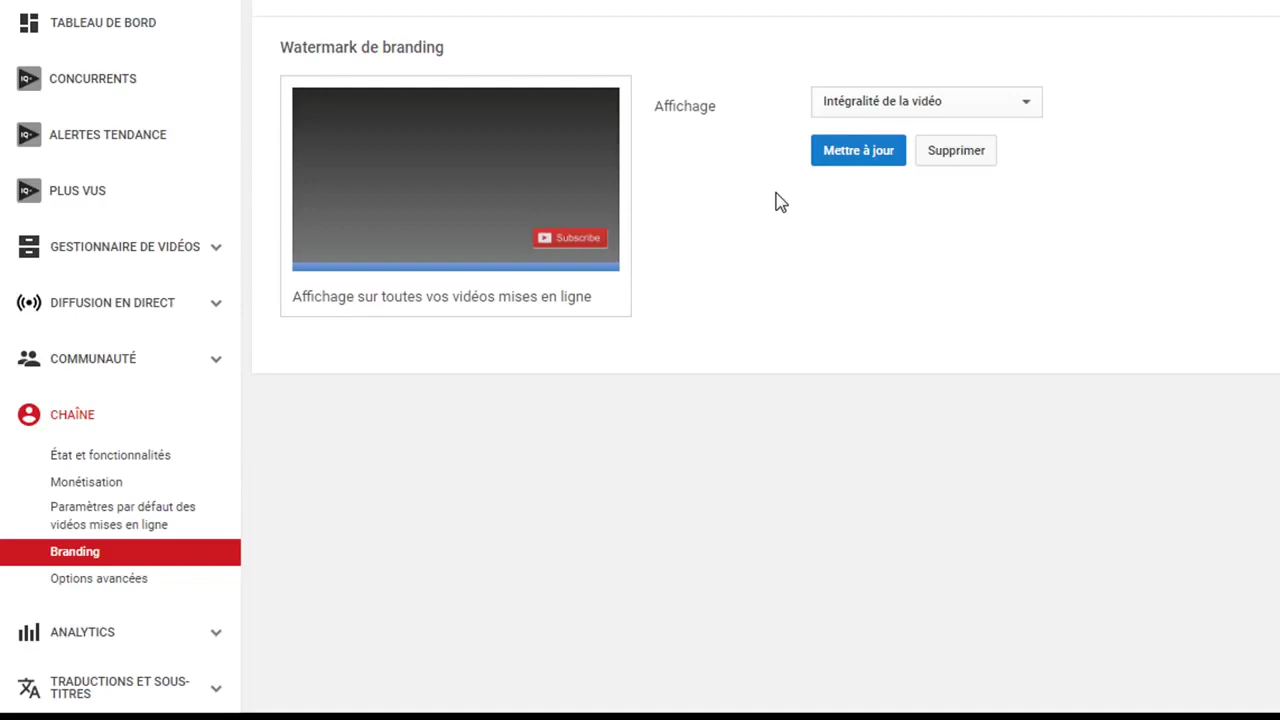 TABLEAU DE BORD
CONCURRENTS
ALERTES TENDANCE
PLUS VUS
GESTIONNAIRE DE VIDÉOS
DIFFUSION EN DIRECT
COMMUNAUTÉ
CHAÎNE
État et fonctionnalités
Monétisation
Paramètres par défaut des
vidéos mises en ligne
Branding
Options avancées
ANALYTICS
TRADUCTIONS ET SOUS-
TITRES
Watermark de branding
Subscribe
Affichage sur toutes vos vidéos mises en ligne
Affichage
Intégralité de la vidéo
Mettre à jour
Supprimer